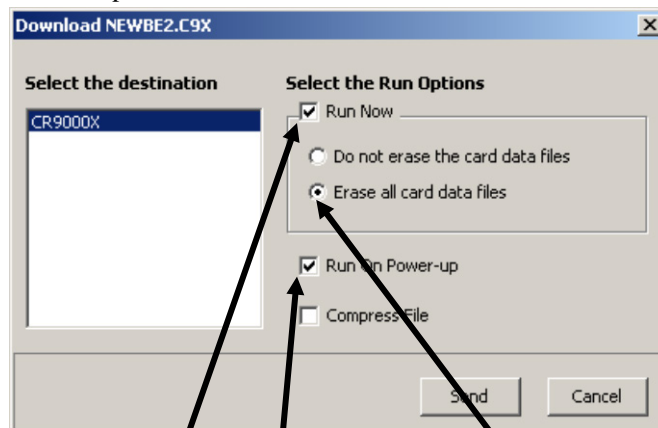 Download NEWBE2.C9X
Select the destination
CR9000X
Select the Run Options
Run Now
Do not erase the card data files
Erase all card data files
Run On Power-up
Compress File
Send
Cancel